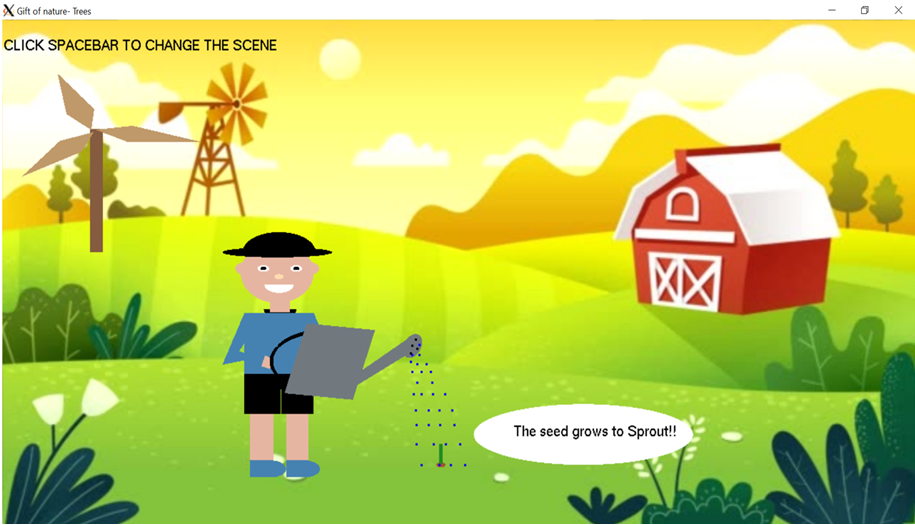 Gift of nature- Trees
CLICK SPACEBAR TO CHANGE THE SCENE
The seed grows to Sprout!!